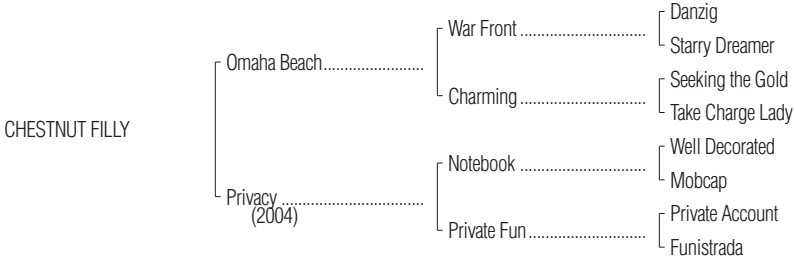 Danzig
War Front ..............................
Starry Dreamer
Omaha Beach........................
Seeking the Gold
Charming ..............................
Take Charge Lady
CHESTNUT FILLY
Well Decorated
Notebook ..............................
Mobcap
Privacy ..................................
(2004)
Private Account
Private Fun............................
Funistrada